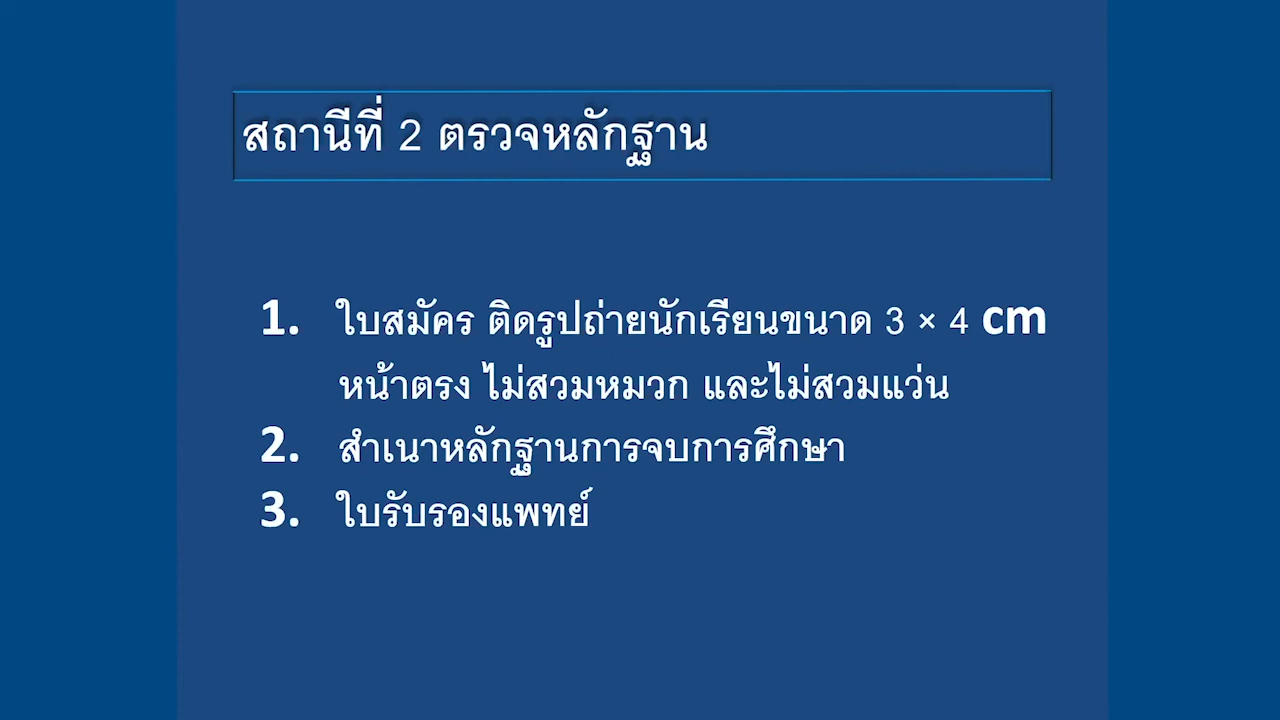 สถานีที่ 2 ตรวจหลักฐาน
1. ใบสมัคร ติดรูปถ่ายนักเรียนขนาด 3 × 4 cm
หน้าตรง ไม่สวมหมวก และไม่สวมแว่น
2. สำเนาหลักฐานการจบการศึกษา
3. ใบรับรองแพทย์